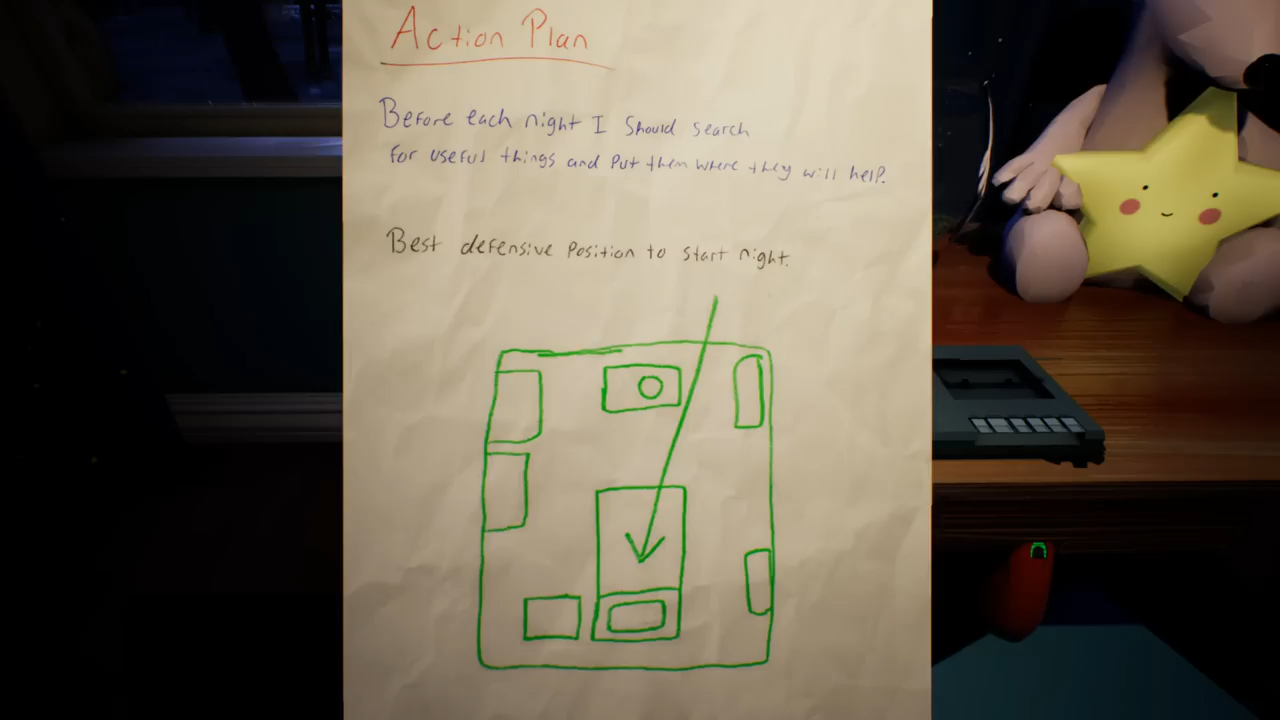 Action Plan
Before each night I should search
for useful things and put them where they will help.
Best defensive position to start night.